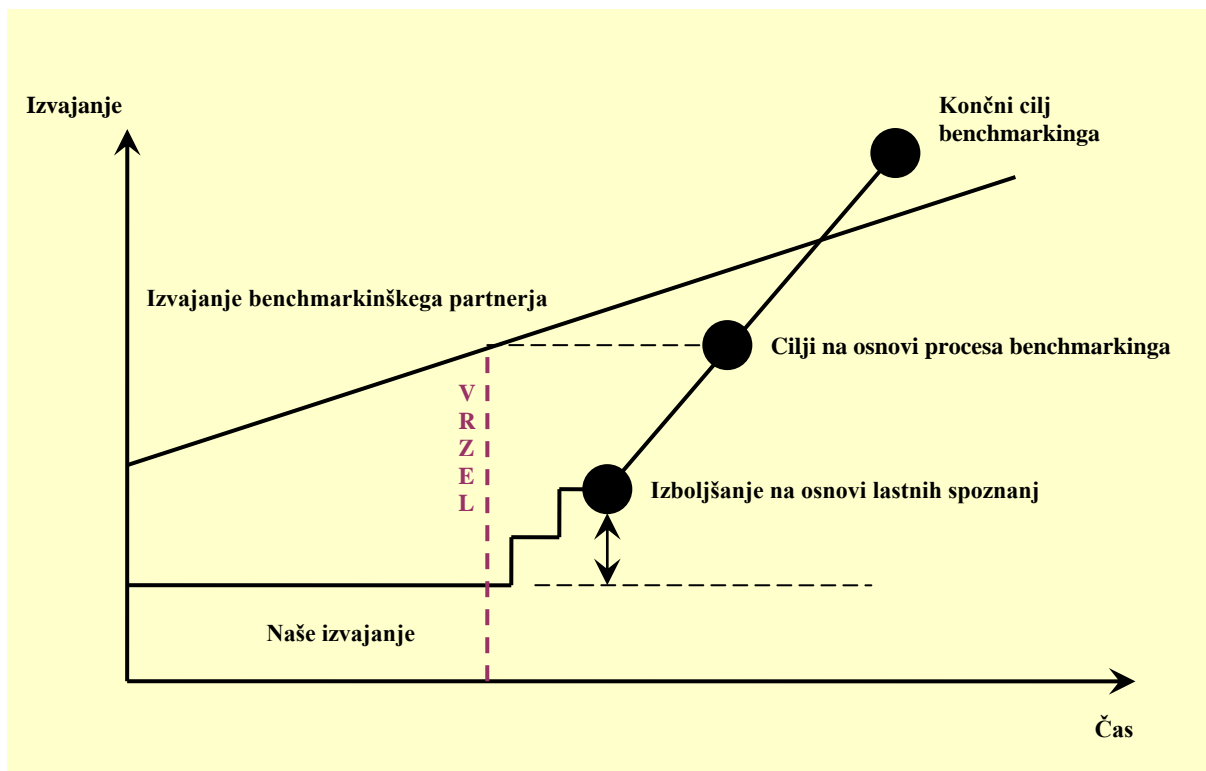 Izvajanje
Končni cilj
benchmarkinga
Izvajanje benchmarkinškega partnerja
Cilji na osnovi procesa benchmarkinga
V
R
Z
E
L
Izboljšanje na osnovi lastnih spoznanj
Naše izvajanje
Čas